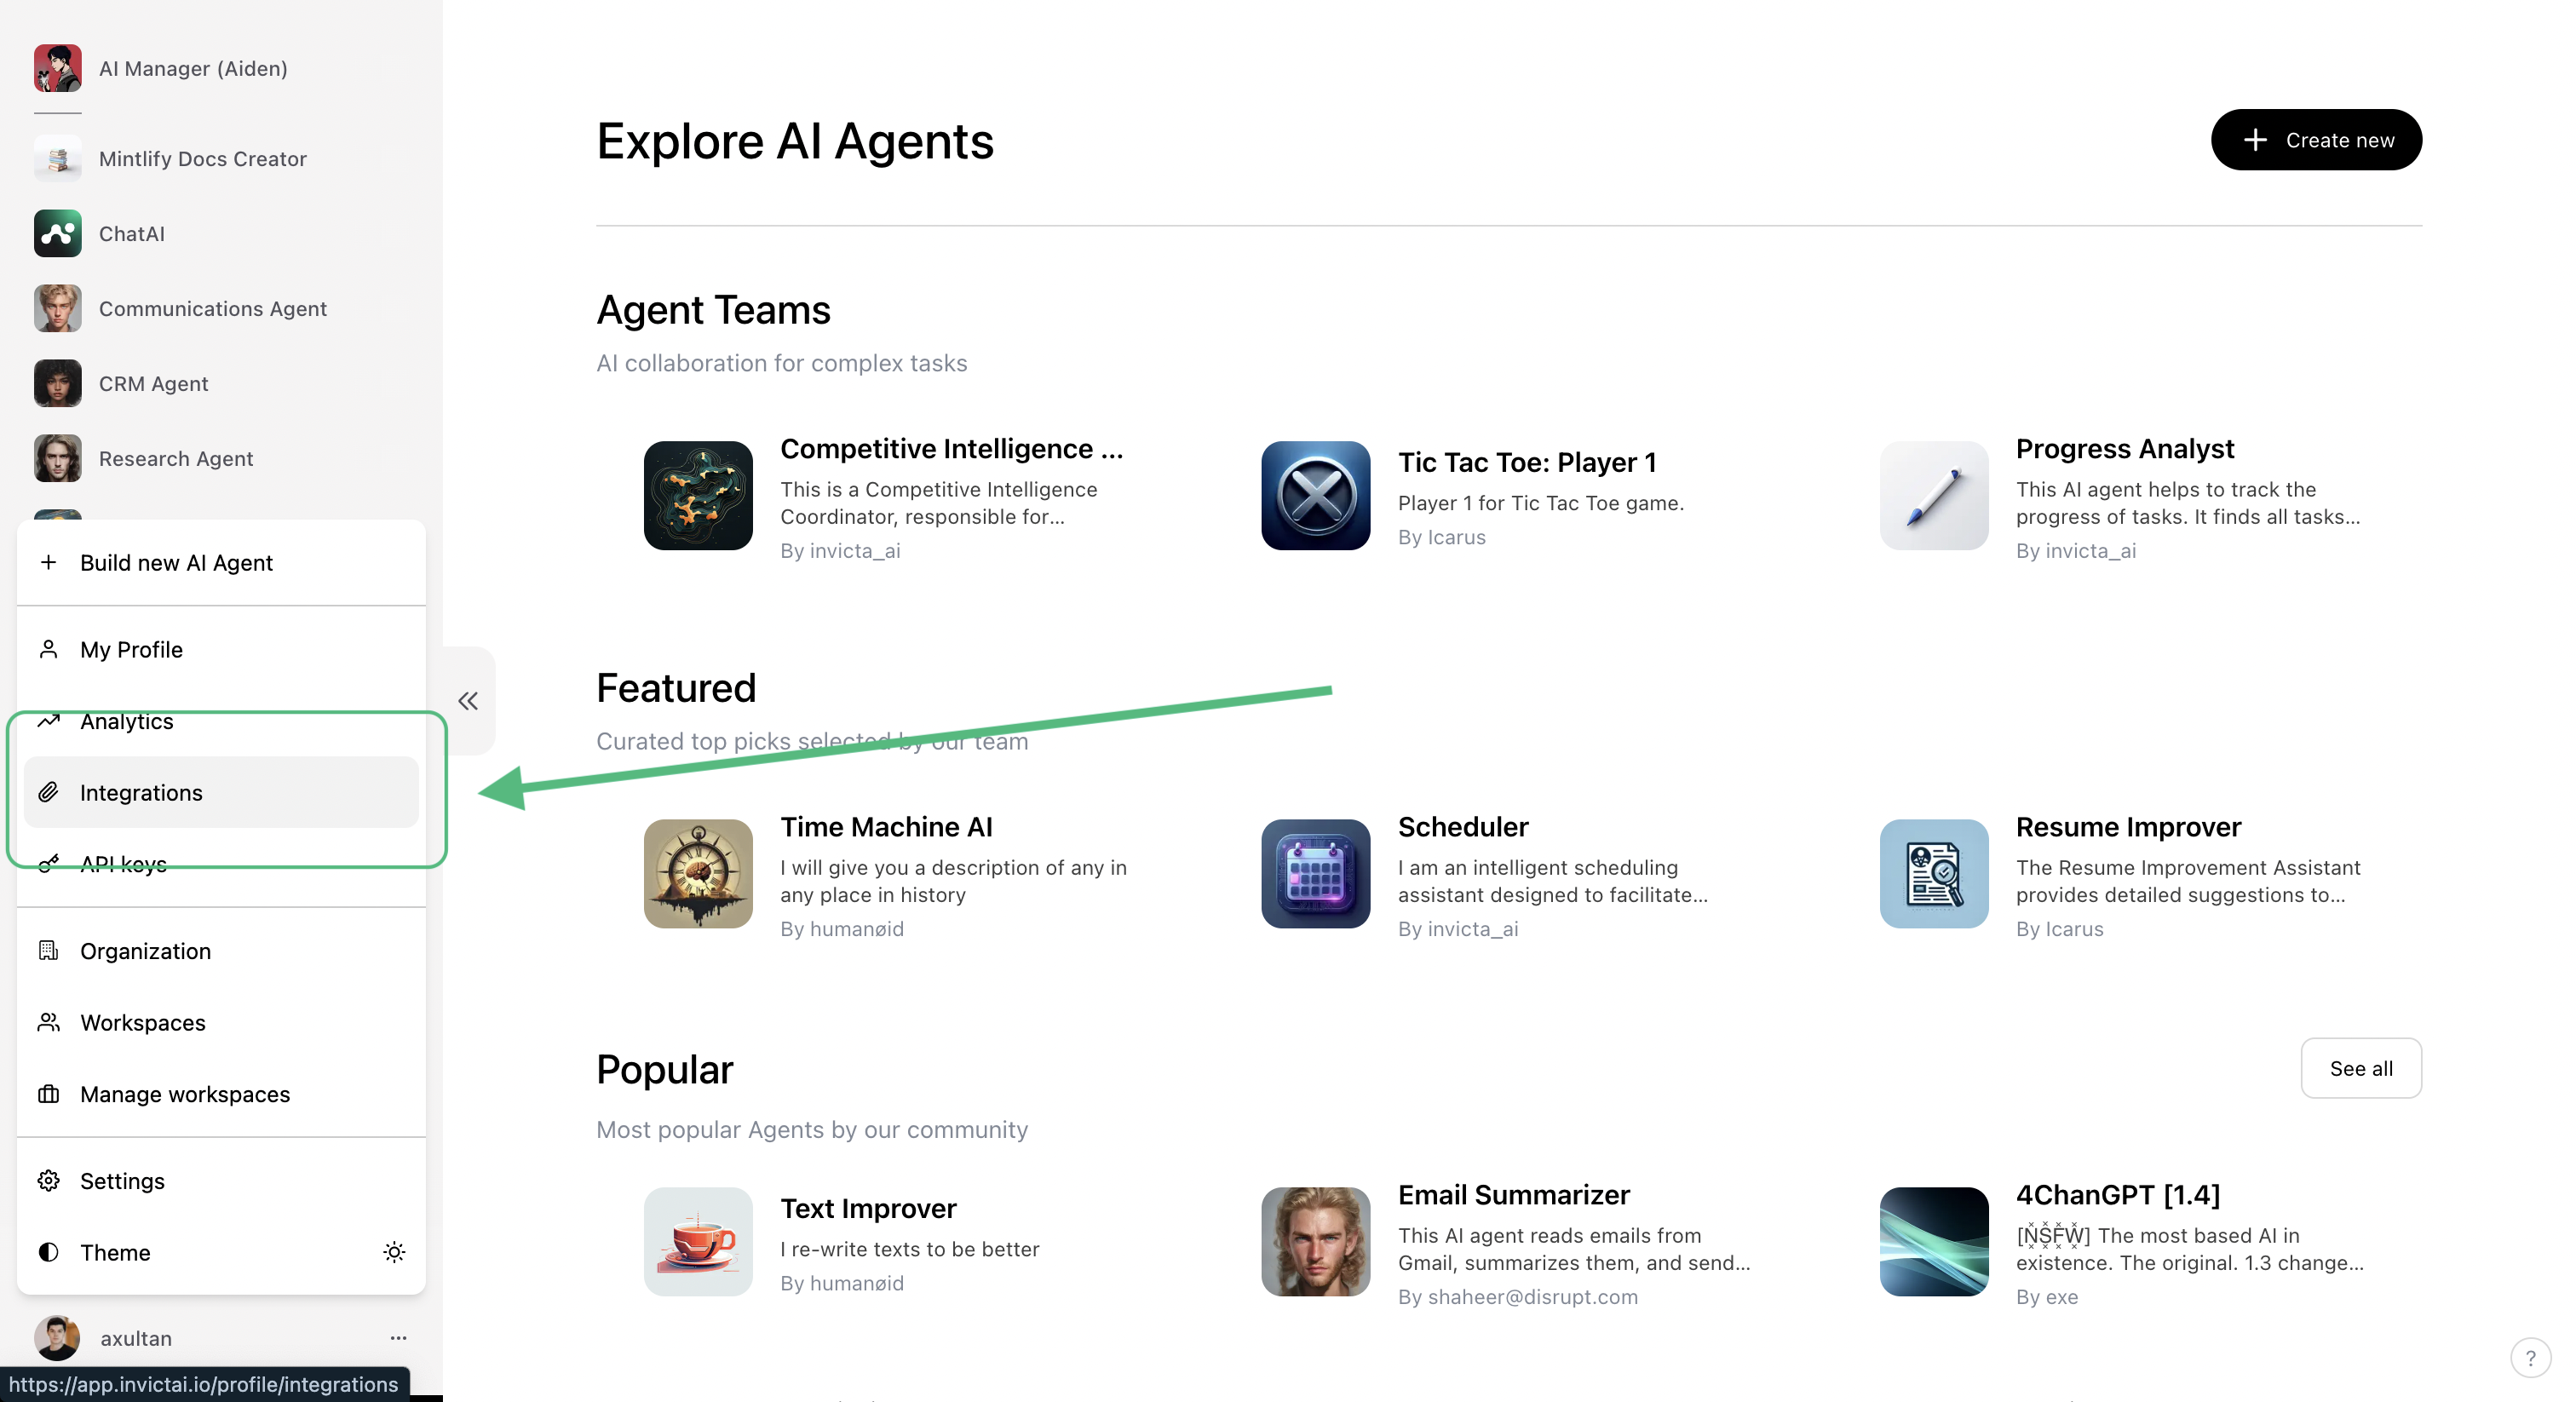 AI Manager (Aiden)
Mintlify Docs Creator
ChatAI
Communications Agent
CRM Agent
Research Agent
Build new AI Agent
My Profile
Analytics
Integrations
API keys
Organization
Workspaces
Manage workspaces
Settings
Theme
axultan
https://app.invictai.io/profile/integrations
Explore AI Agents
Create new
Agent Teams
AI collaboration for complex tasks
Competitive Intelligence ...
This is a Competitive Intelligence
Coordinator, responsible for...
By invicta_ai
Tic Tac Toe: Player 1
Player 1 for Tic Tac Toe game.
By Icarus
Progress Analyst
This AI agent helps to track the
progress of tasks. It finds all tasks...
By invicta_ai
Featured
Curated top picks selected by our team
Time Machine AI
I will give you a description of any in
any place in history
By humanøid
Scheduler
I am an intelligent scheduling
assistant designed to facilitate...
By invicta_ai
Resume Improver
The Resume Improvement Assistant
provides detailed suggestions to...
By Icarus
Popular
See all
Most popular Agents by our community
Text Improver
I re-write texts to be better
By humanøid
Email Summarizer
This AI agent reads emails from
Gmail, summarizes them, and send...
By shaheer@disrupt.com
4ChanGPT [1.4]
[N͓̽S͓̽F͓̽W͓̽] The most based AI in
existence. The original. 1.3 change...
By exe
?